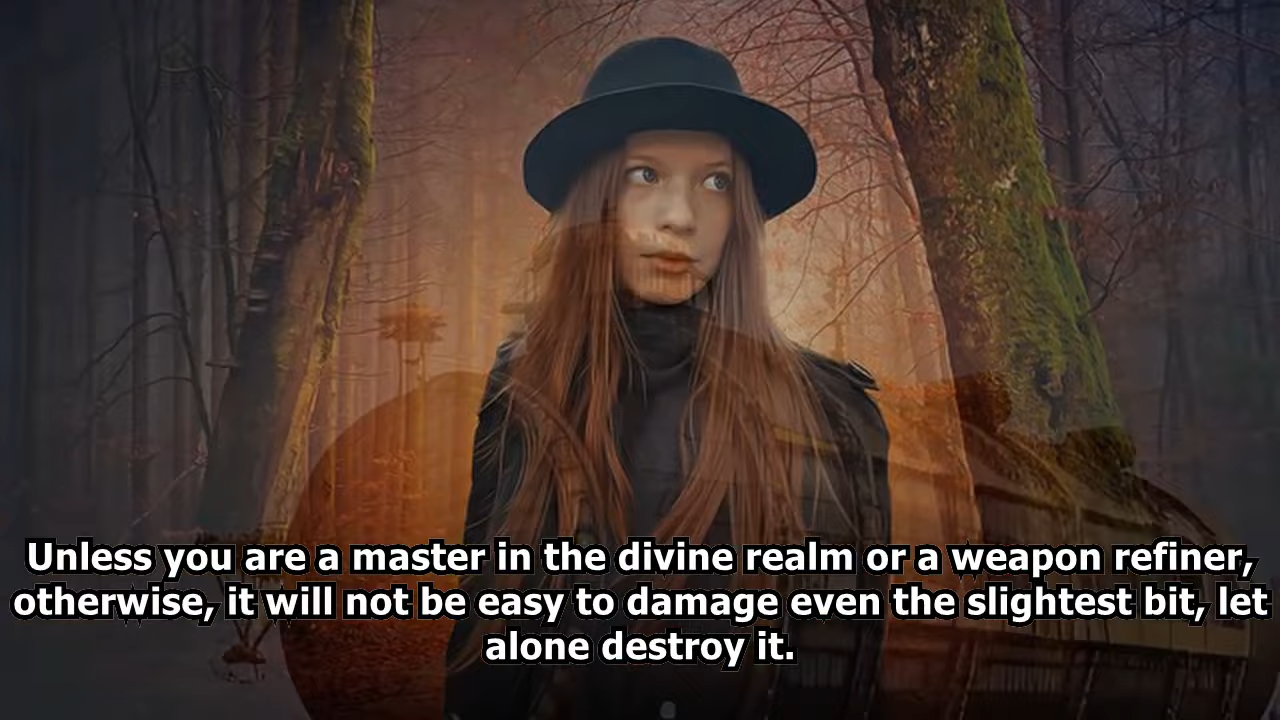 Unless you are a master in the divine realm or a weapon refiner,
otherwise, it will not be easy to damage even the slightest bit, let
alone destroy it.